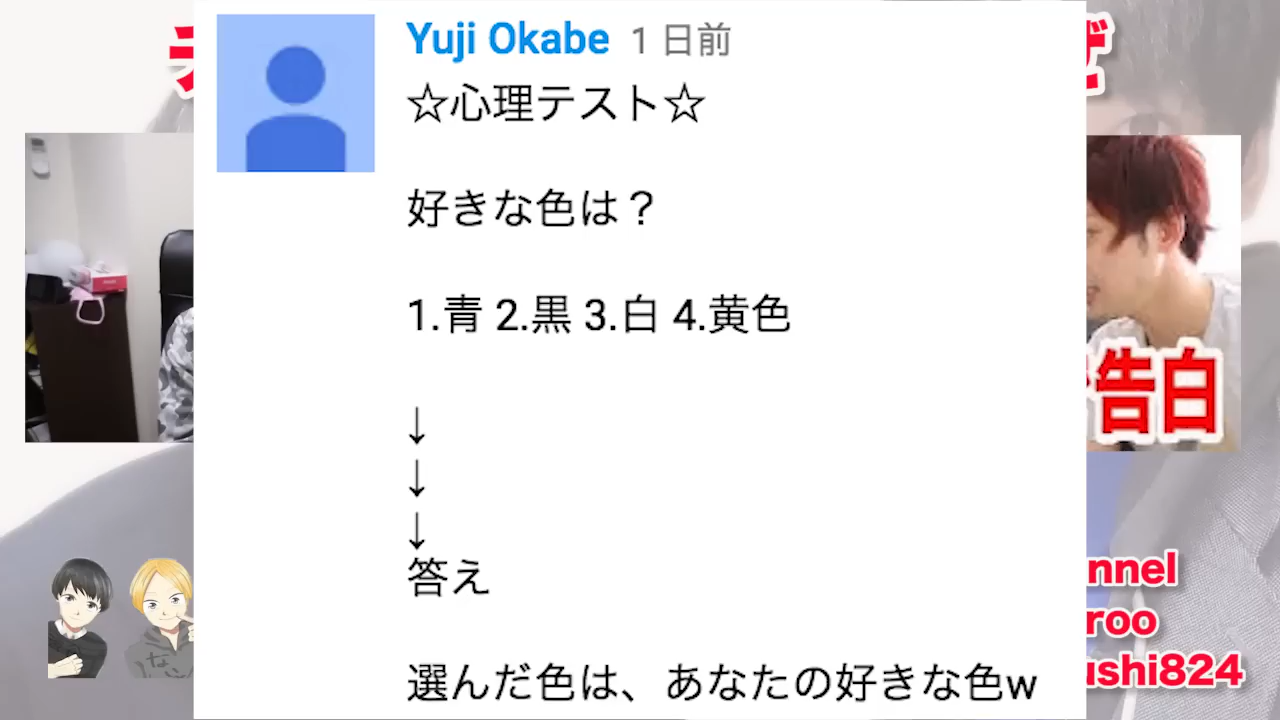 Yuji Okabe 1 日前
☆心理テスト☆
好きな色は？
1.青 2.黒 3.白 4.黄色
↓
↓
↓
答え
選んだ色は、あなたの好きな色w
ぜ
告白
nnel
roo
ushi824